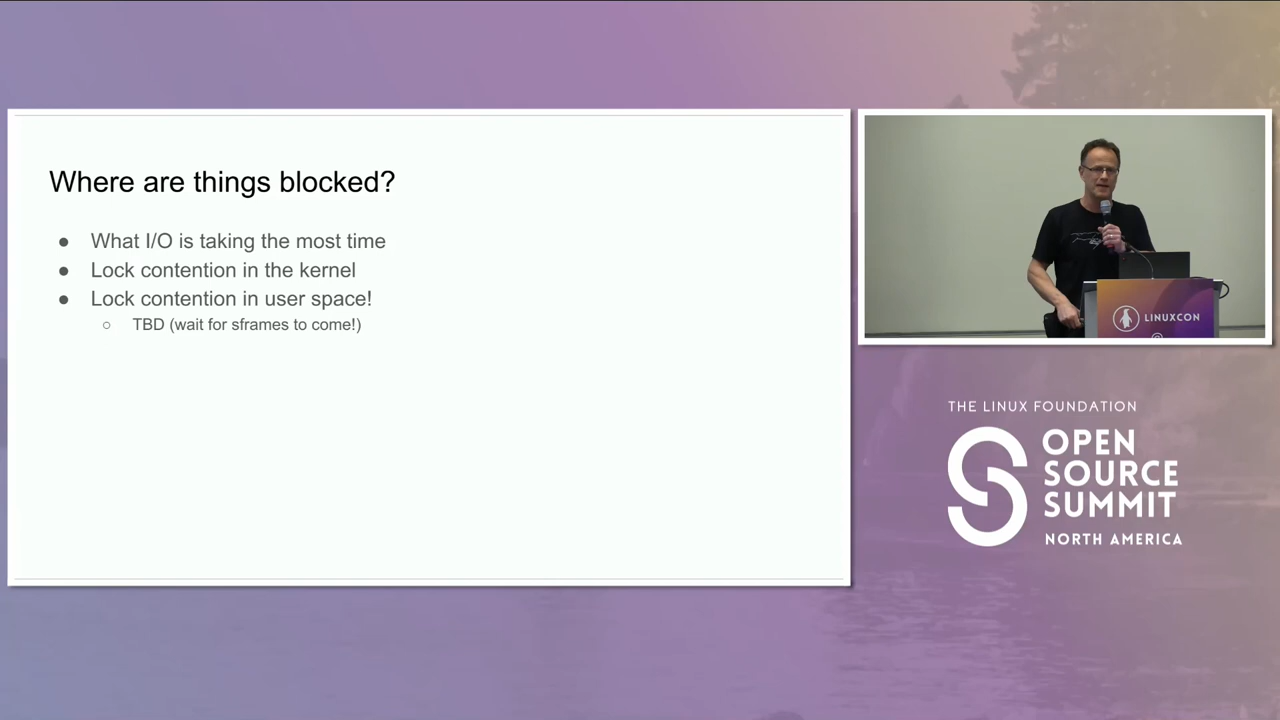 Where are things blocked?
● What I/O is taking the most time
● Lock contention in the kernel
● Lock contention in user space!
○ TBD (wait for sframes to come!)
LINUXCON
THE LINUX FOUNDATION
OPEN
SOURCE
SUMMIT
NORTH AMERICA